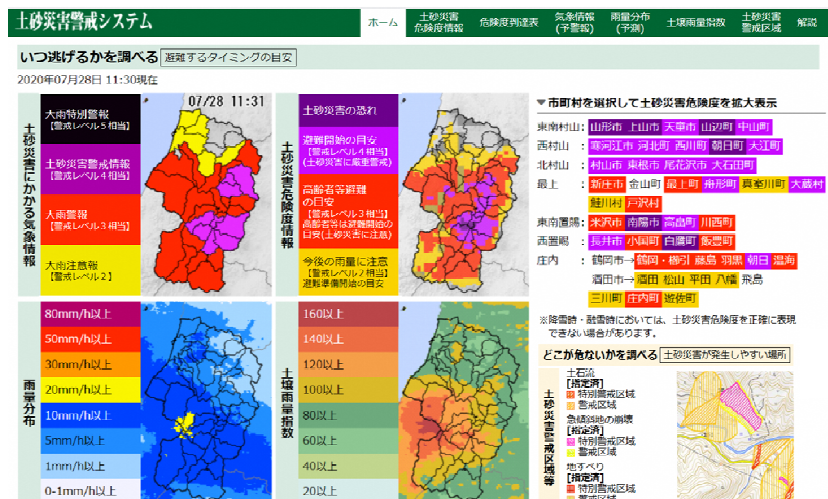 土砂災害警戒システム
ホーム
土砂災害
危険度情報
危険度到達表
気象情報
(予警報)
雨量分布
(予測)
土壌雨量指数
土砂災害
警戒区域
解説
いつ逃げるかを調べる 避難するタイミングの目安
2020年07月28日 11:30現在
土砂災害にかかる気象情報
大雨特別警報
【警戒レベル5相当】
土砂災害警戒情報
【警戒レベル4相当】
大雨警報
【警戒レベル3相当】
大雨注意報
【警戒レベル2】
07/28 11:31
土砂災害危険度情報
土砂災害の恐れ
避難開始の目安
【警戒レベル4相当】
(土砂災害に厳重警戒)
高齢者等避難
の目安
【警戒レベル3相当】
高齢者等は避難開始の
目安(土砂災害に注意)
今後の雨量に注意
【警戒レベル2相当】
避難準備開始の目安
▼市町村を選択して土砂災害危険度を拡大表示
東南村山: 山形市 上山市 天童市 山辺町 中山町
西村山: 寒河江市 河北町 西川町 朝日町 大江町
北村山: 村山市 東根市 尾花沢市 大石田町
最上: 新庄市 金山町 最上町 舟形町 真室川町 大蔵村
鮭川村 戸沢村
東南置賜: 米沢市 南陽市 高畠町 川西町
西置賜: 長井市 小国町 白鷹町 飯豊町
庄内: 鶴岡市→鶴岡・櫛引 藤島 羽黒 朝日 温海
酒田市→酒田 松山 平田 八幡 飛島
三川町 庄内町 遊佐町
※降雪時・融雪時においては、土砂災害危険度を正確に表現
できない場合があります。
雨量分布
80mm/h以上
50mm/h以上
30mm/h以上
20mm/h以上
10mm/h以上
5mm/h以上
1mm/h以上
0-1mm/h以上
土壌雨量指数
160以上
140以上
120以上
100以上
80以上
60以上
40以上
20以上
どこが危ないかを調べる 土砂災害が発生しやすい場所
土砂災害警戒区域等
土石流
[指定済]
特別警戒区域
警戒区域
急傾斜地の崩壊
[指定済]
特別警戒区域
警戒区域
地すべり
[指定済]
特別警戒区域
警戒区域